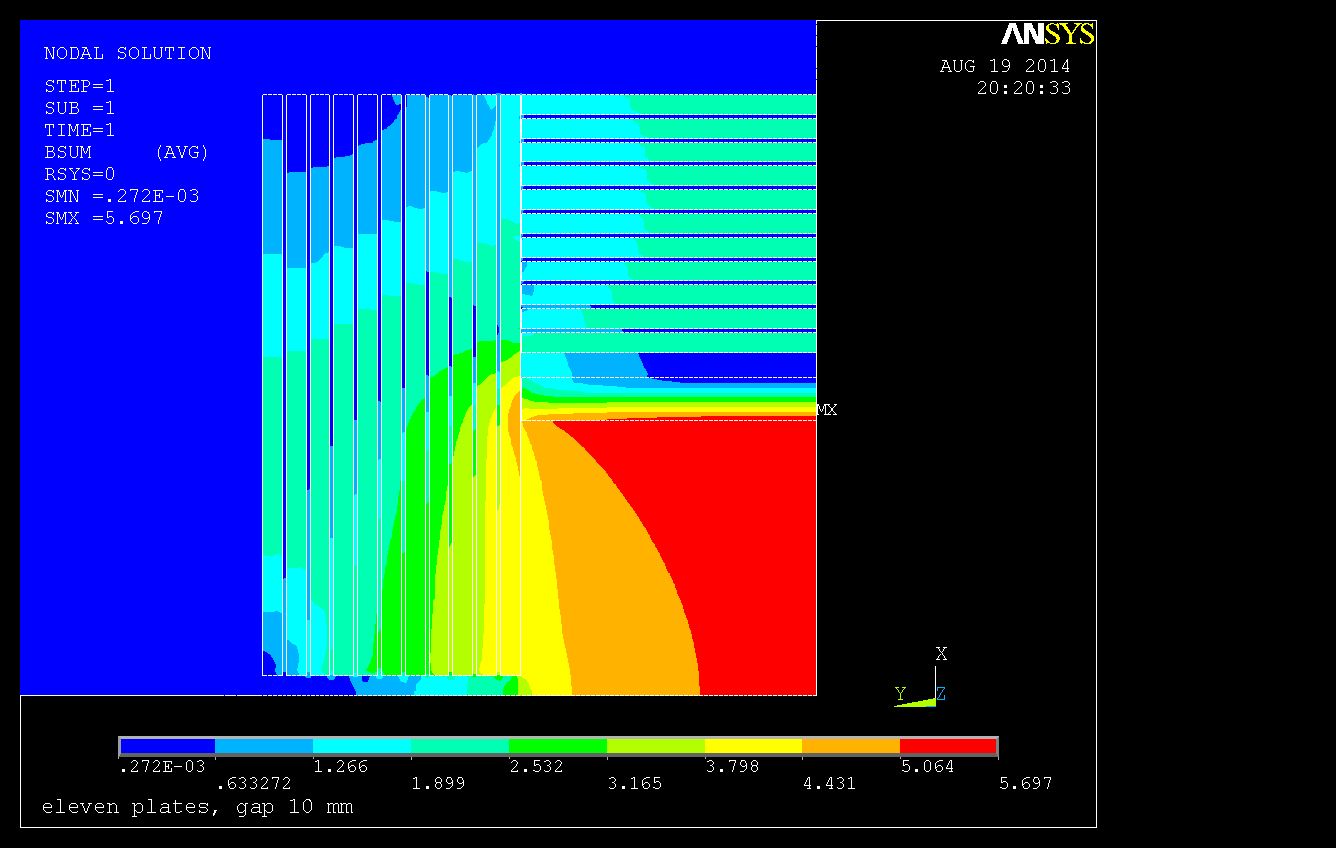 ANSYS
NODAL SOLUTION
AUG 19 2014
20:20:33
STEP=1
SUB =1
TIME=1
BSUM (AVG)
RSYS=0
SMN =.272E-03
SMX =5.697
MX
X
Y Z
.272E-03 1.266 2.532 3.798 5.064
.633272 1.899 3.165 4.431 5.697
eleven plates, gap 10 mm